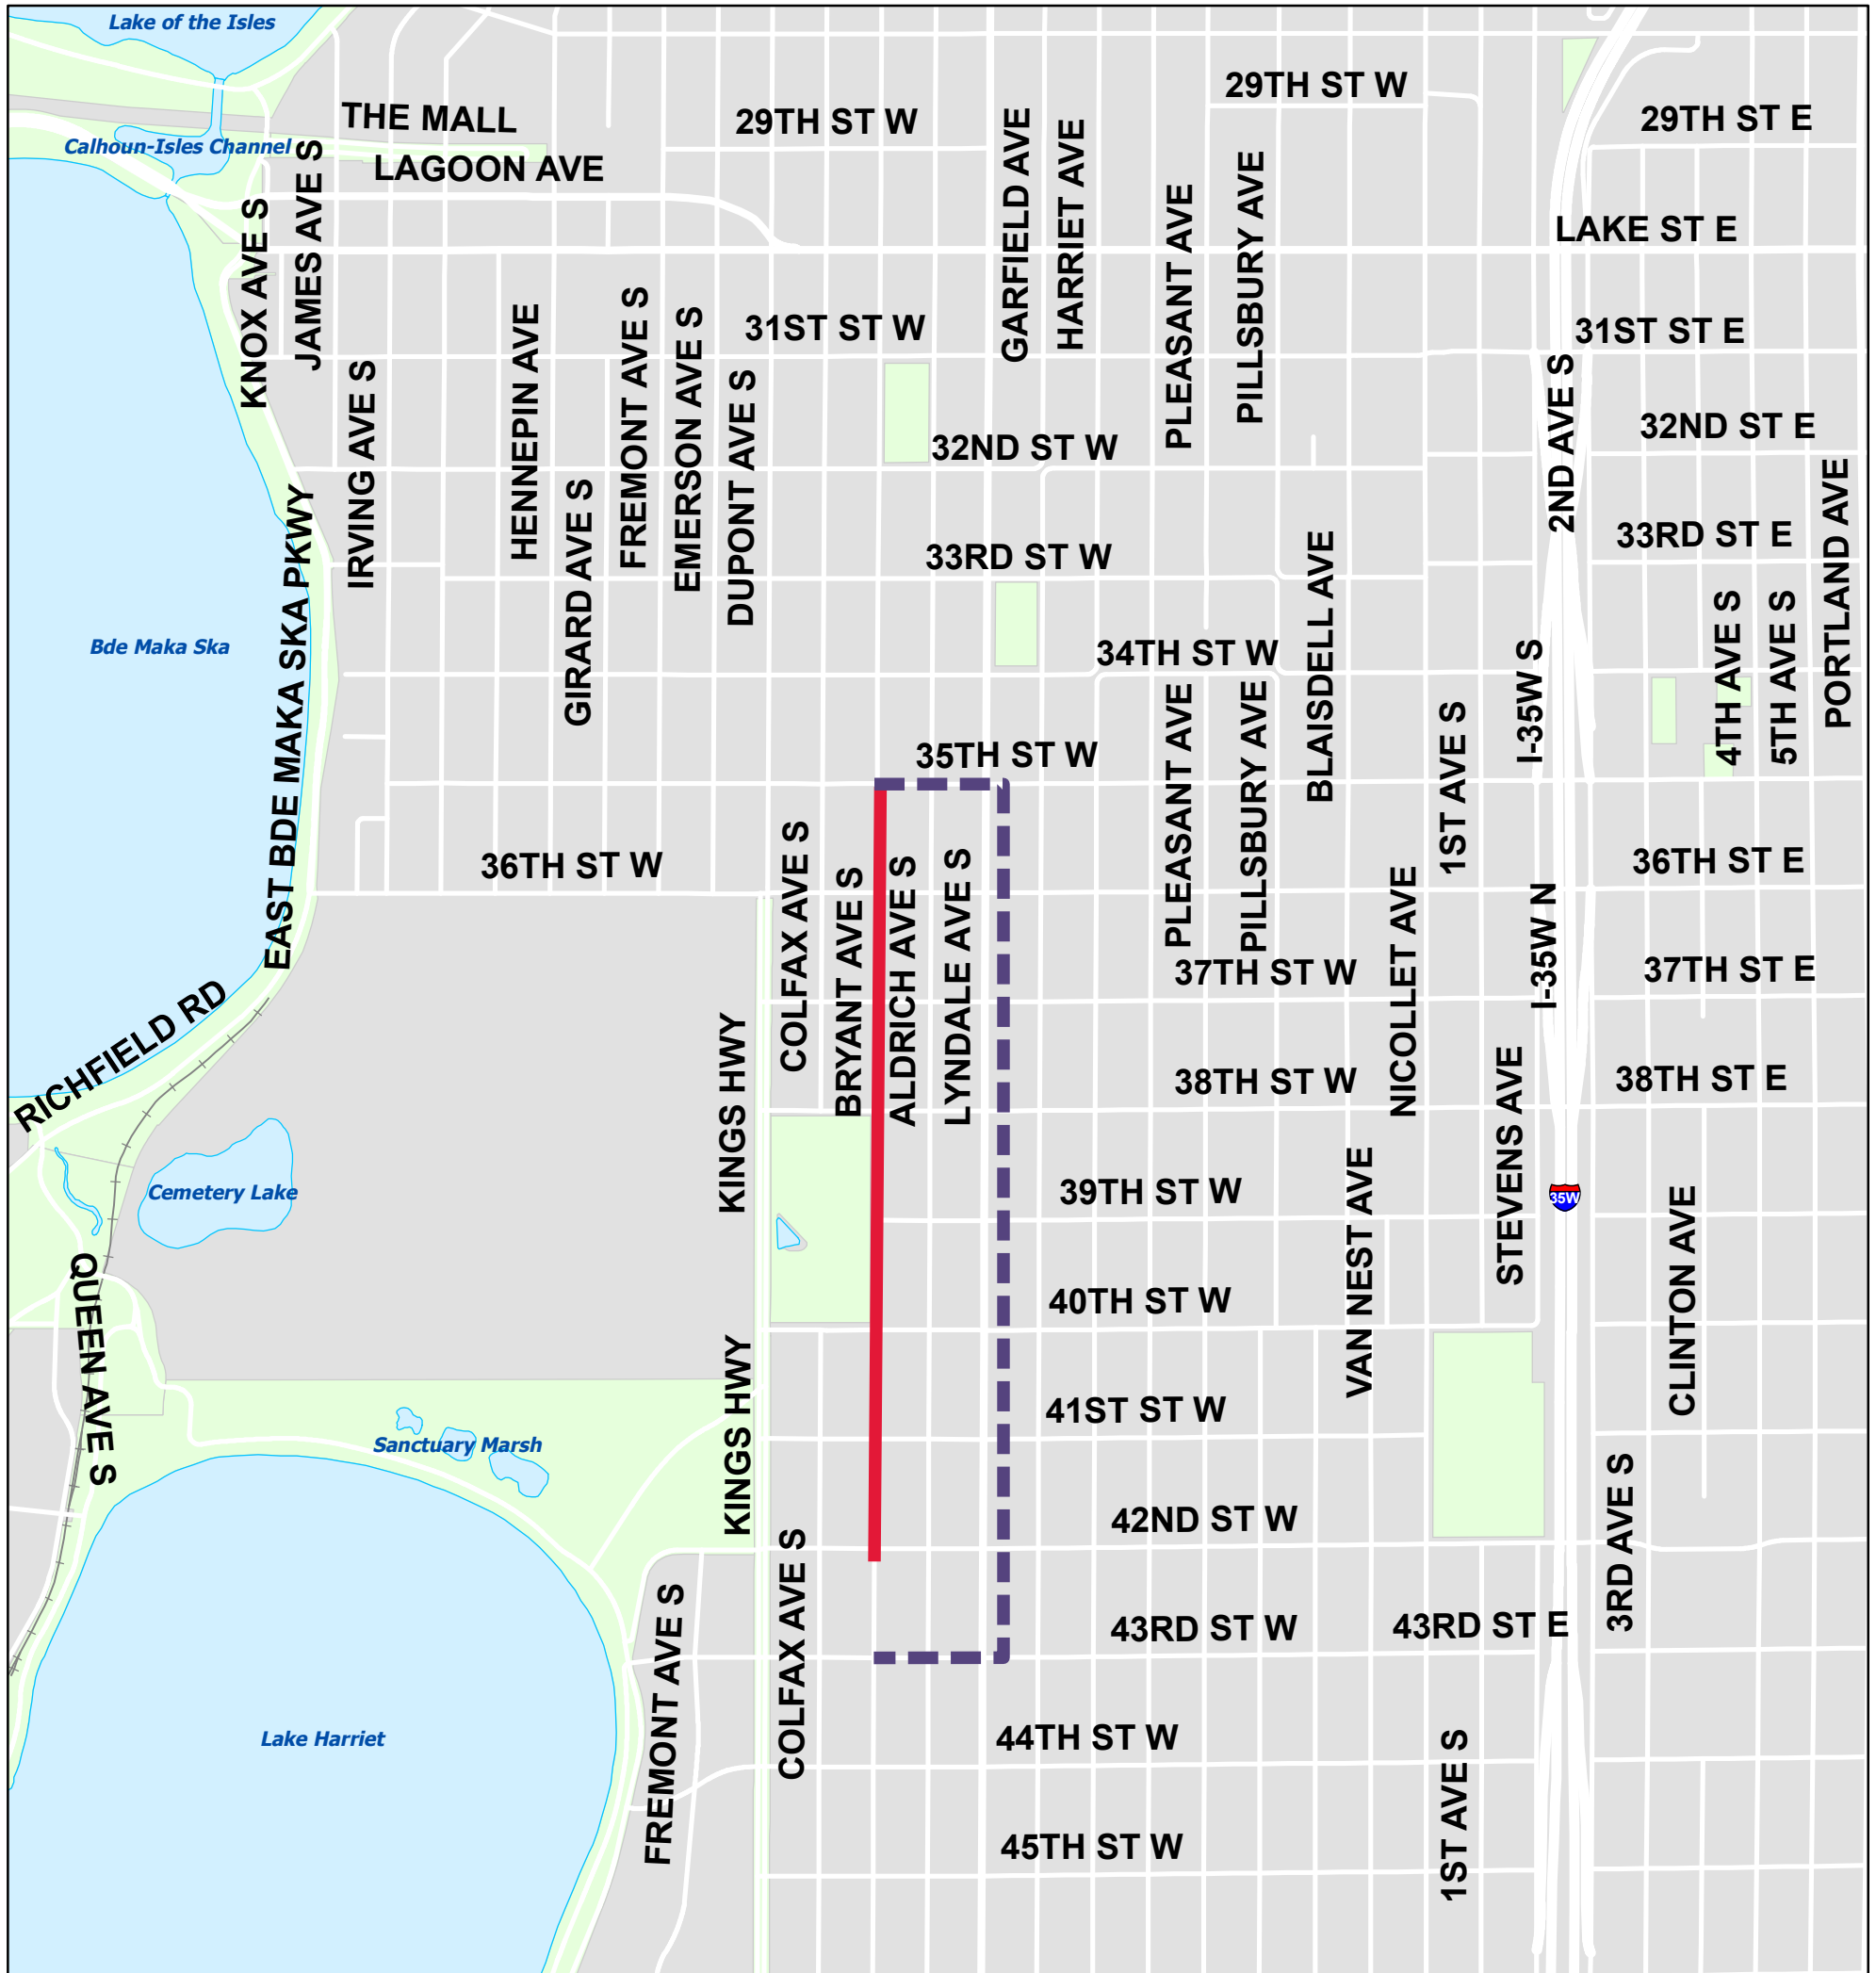 Lake of the Isles
29TH ST W
THE MALL
29TH ST W
29TH ST E
Calhoun-Isles Channel
LAGOON AVE
GARFIELD AVE
HARRIET AVE
JAMES AVE S
KNOX AVE S
PLEASANT AVE
PILLSBURY AVE
LAKE ST E
31ST ST W
31ST ST E
HENNEPIN AVE
FREMONT AVE S
EMERSON AVE S
DUPONT AVE S
IRVING AVE S
2ND AVE S
32ND ST W
32ND ST E
GIRARD AVE S
PORTLAND AVE
EAST BDE MAKA SKA PKWY
33RD ST W
33RD ST E
BLAISDELL AVE
Bde Maka Ska
34TH ST W
4TH AVE S
5TH AVE S
I-35W S
PLEASANT AVE
PILLSBURY AVE
1ST AVE S
35TH ST W
36TH ST W
36TH ST E
COLFAX AVE S
BRYANT AVE S
ALDRICH AVE S
LYNDALE AVE S
NICOLLET AVE
I-35W N
37TH ST W
37TH ST E
RICHFIELD RD
KINGS HWY
38TH ST W
38TH ST E
STEVENS AVE
Cemetery Lake
39TH ST W
35W
VAN NEST AVE
CLINTON AVE
QUEEN AVE S
40TH ST W
KINGS HWY
41ST ST W
Sanctuary Marsh
3RD AVE S
42ND ST W
COLFAX AVE S
FREMONT AVE S
43RD ST W
43RD ST E
Lake Harriet
44TH ST W
1ST AVE S
45TH ST W